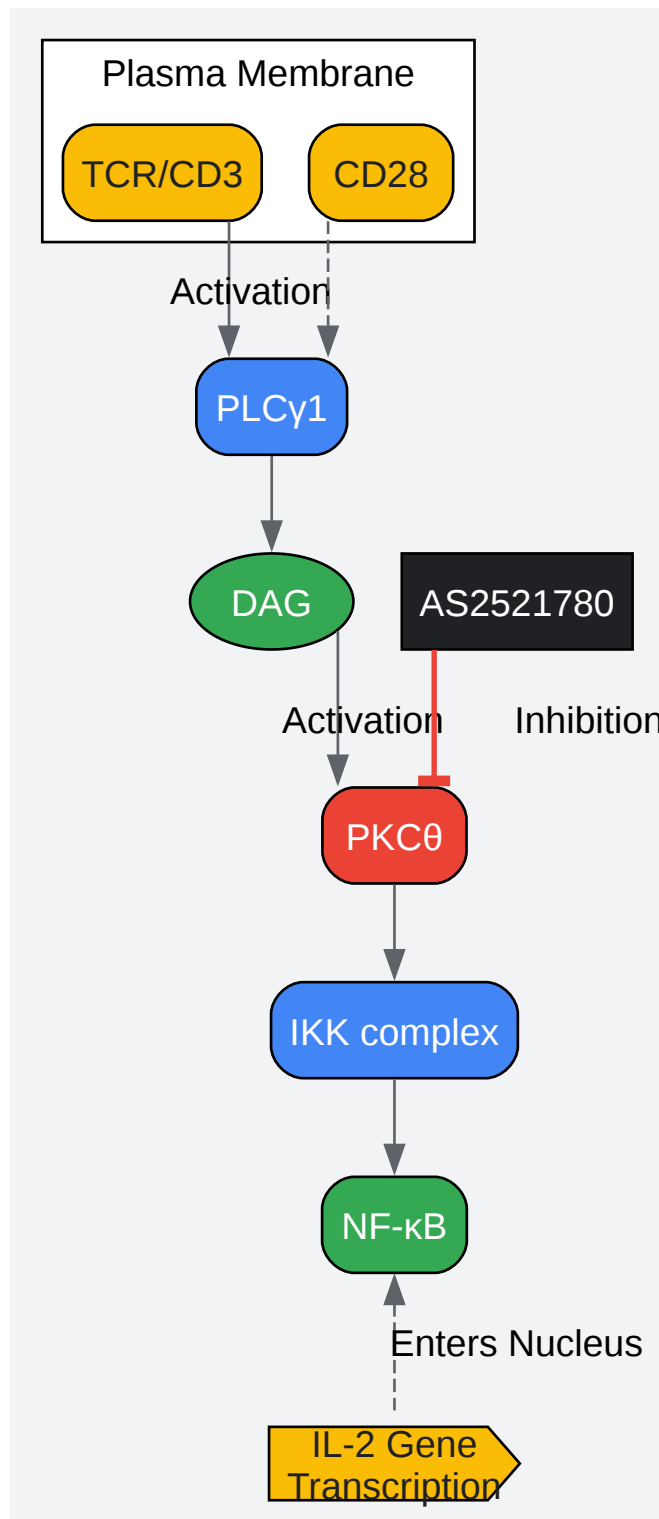 Plasma Membrane
TCR/CD3
CD28
Activation
PLCγ1
DAG
AS2521780
Activation
Inhibition
PKCθ
IKK complex
NF-κB
Enters Nucleus
IL-2 Gene
Transcription